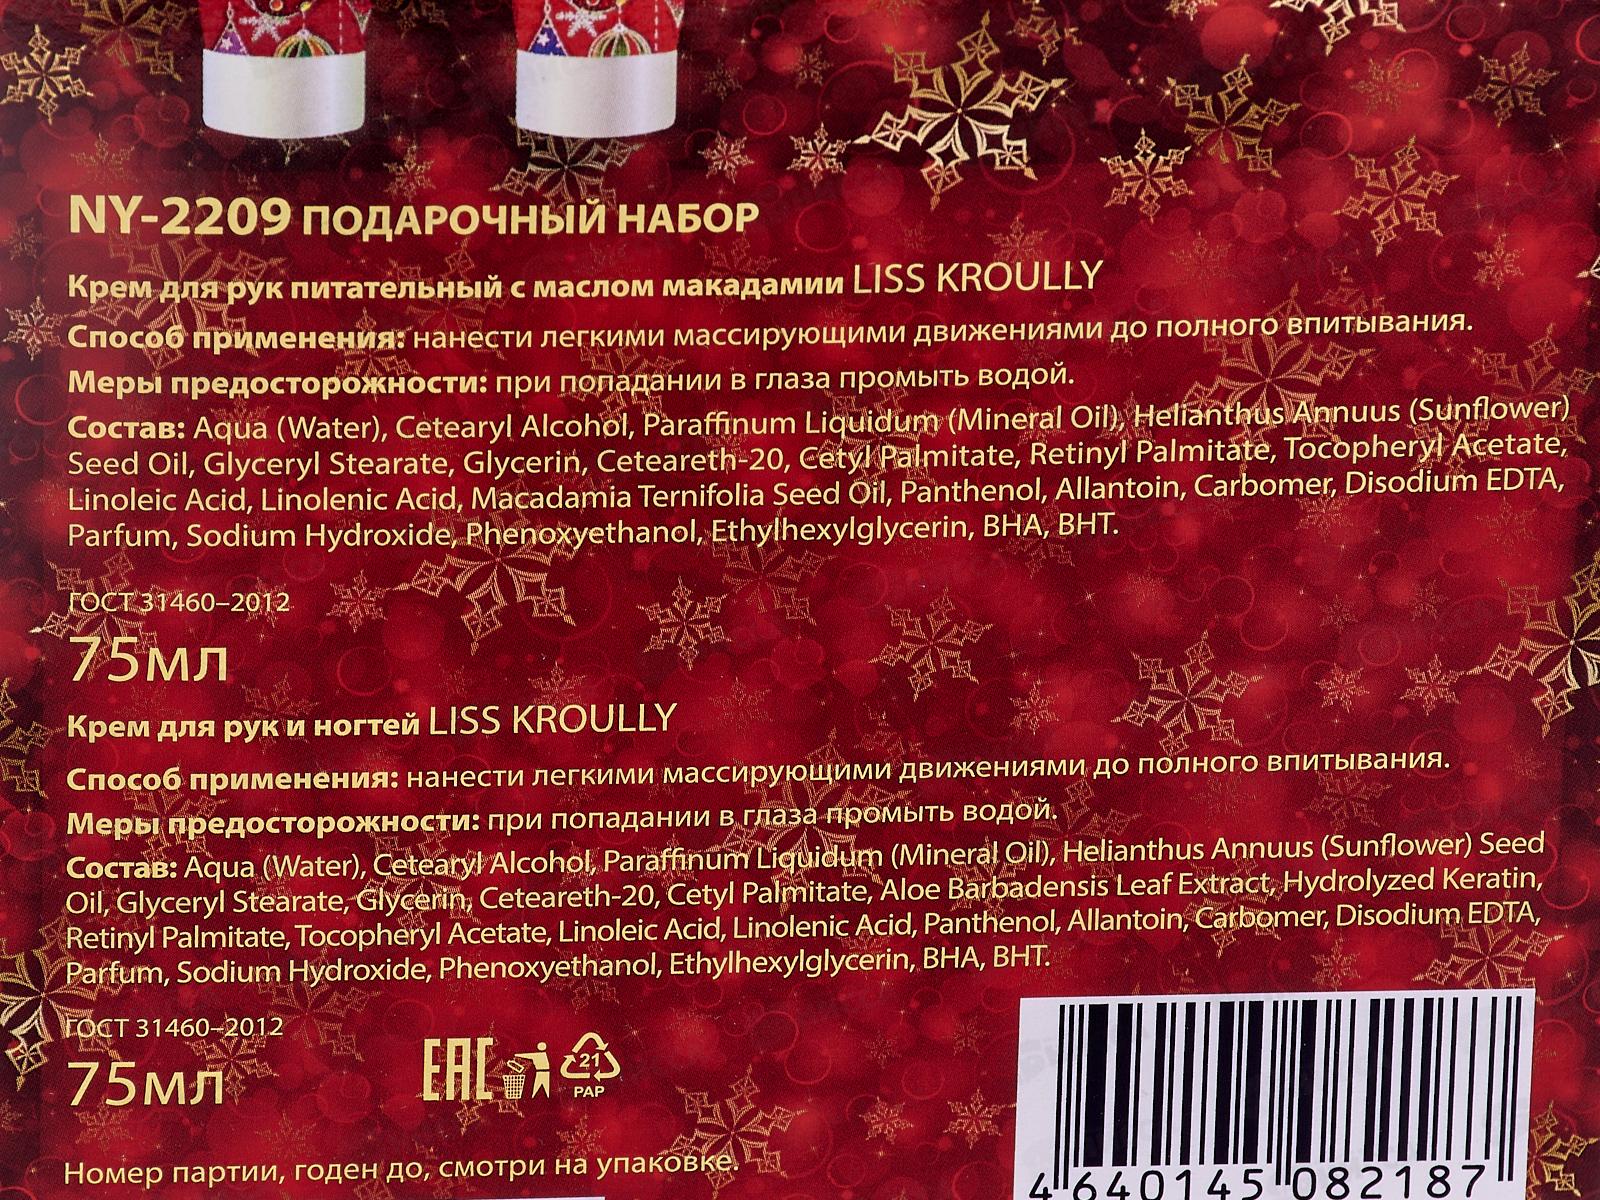 NY-2209 ПОДАРОЧНЫЙ НАБОР
Крем для рук питательный с маслом макадамии LISS KROULLY
Способ применения: нанести легкими массирующими движениями до полного впитывания.
Меры предосторожности: при попадании в глаза промыть водой.
Состав: Aqua (Water), Cetearyl Alcohol, Paraffinum Liquidum (Mineral Oil), Helianthus Annuus (Sunflower)
Seed Oil, Glyceryl Stearate, Glycerin, Ceteareth-20, Cetyl Palmitate, Retinyl Palmitate, Tocopheryl Acetate,
Linoleic Acid, Linolenic Acid, Macadamia Ternifolia Seed Oil, Panthenol, Allantoin, Carbomer, Disodium EDTA,
Parfum, Sodium Hydroxide, Phenoxyethanol, Ethylhexylglycerin, BHA, BHT.
ГОСТ 31460–2012
75мл
Крем для рук и ногтей LISS KROULLY
Способ применения: нанести легкими массирующими движениями до полного впитывания.
Меры предосторожности: при попадании в глаза промыть водой.
Состав: Aqua (Water), Cetearyl Alcohol, Paraffinum Liquidum (Mineral Oil), Helianthus Annuus (Sunflower) Seed
Oil, Glyceryl Stearate, Glycerin, Ceteareth-20, Cetyl Palmitate, Aloe Barbadensis Leaf Extract, Hydrolyzed Keratin,
Retinyl Palmitate, Tocopheryl Acetate, Linoleic Acid, Linolenic Acid, Panthenol, Allantoin, Carbomer, Disodium EDTA,
Parfum, Sodium Hydroxide, Phenoxyethanol, Ethylhexylglycerin, BHA, BHT.
ГОСТ 31460–2012
75мл
EAC
21
PAP
Номер партии, годен до, смотри на упаковке.
4 640145 082187